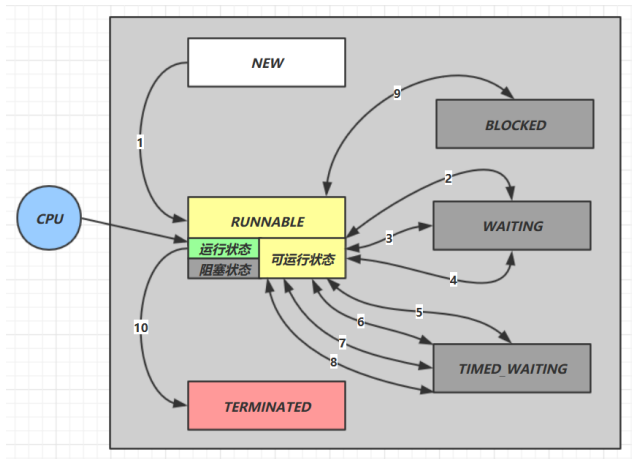 NEW
9
BLOCKED
1
2
CPU
RUNNABLE
WAITING
3
运行状态
可运行状态
阻塞状态
4
5
6
10
7
8
TIMED_WAITING
TERMINATED